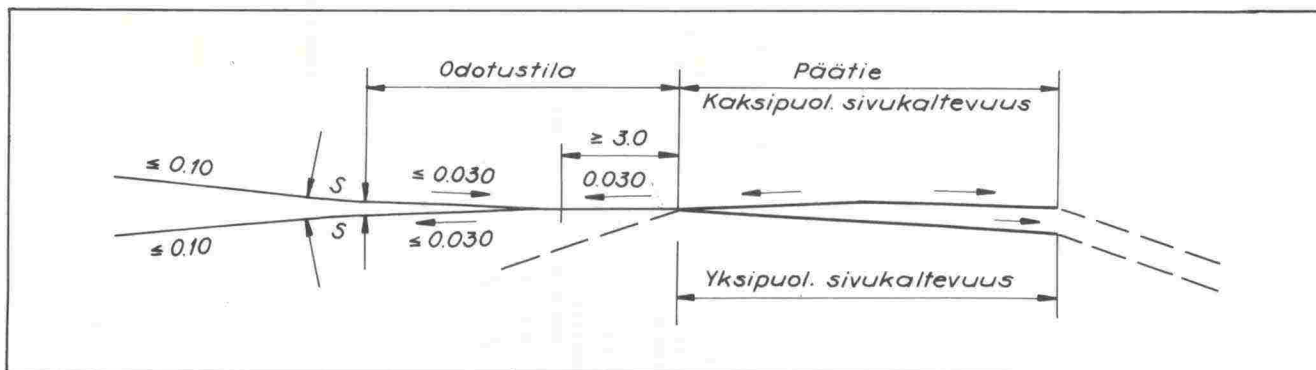 Odotustila
Päätie
Kaksipuol. sivukaltevuus
≥ 3.0
≤ 0.10
S
≤ 0.030
0.030
S
≤ 0.030
≤ 0.10
Yksipuol. sivukaltevuus